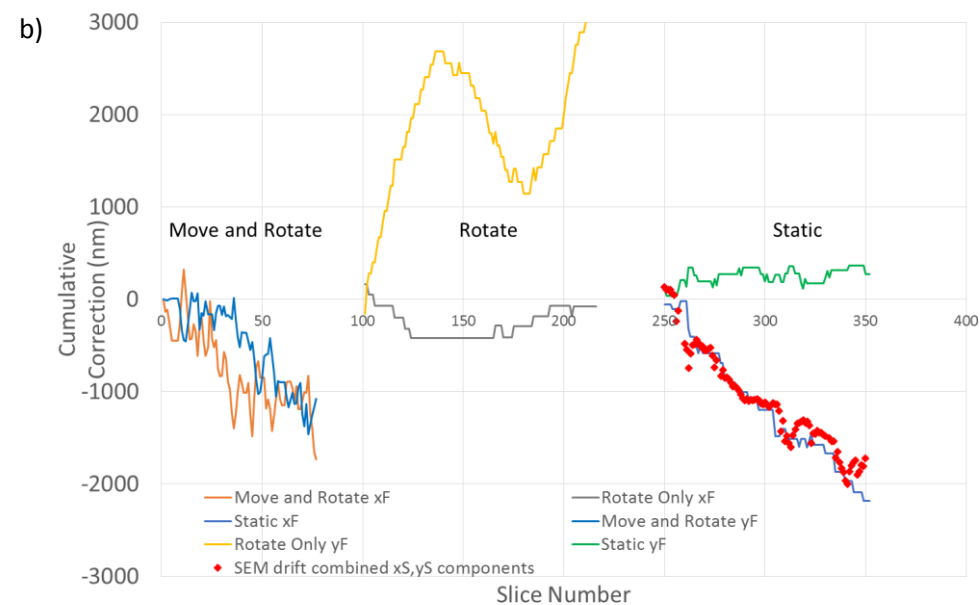 b)
3000
2000
1000
0
-1000
-2000
-3000
Cumulative
Correction (nm)
Move and Rotate
Rotate
Static
0
50
100
150
200
250
300
350
400
Move and Rotate xF
Rotate Only xF
Static xF
Move and Rotate yF
Rotate Only yF
Static yF
SEM drift combined xS,yS components
Slice Number